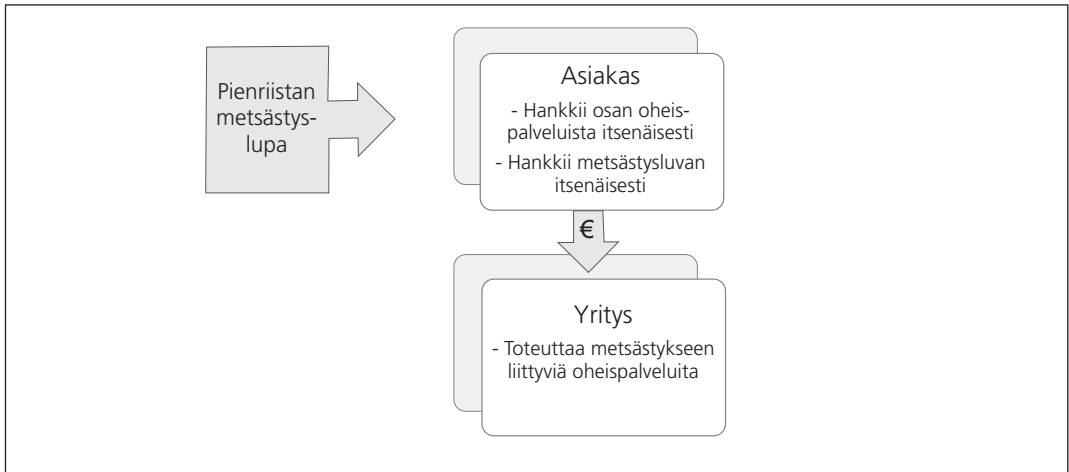 Pienriistan
metsästys-
lupa
Asiakas
- Hankkii osan oheis-
palveluista itsenäisesti
- Hankkii metsästysluvan
itsenäisesti
€
Yritys
- Toteuttaa metsästykseen
liittyviä oheispalveluita